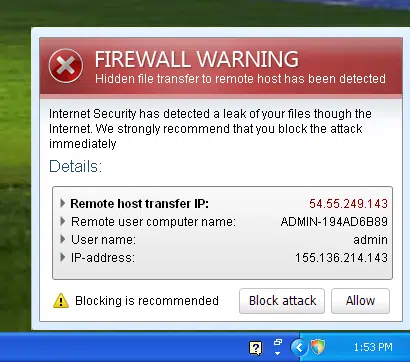 FIREWALL WARNING
Hidden file transfer to remote host has been detected
Internet Security has detected a leak of your files though the
Internet. We strongly recommend that you block the attack
immediately
Details:
Remote host transfer IP: 54.55.249.143
Remote user computer name: ADMIN-194AD6B89
User name: admin
IP-address: 155.136.214.143
Blocking is recommended Block attack Allow
? 1:53 PM